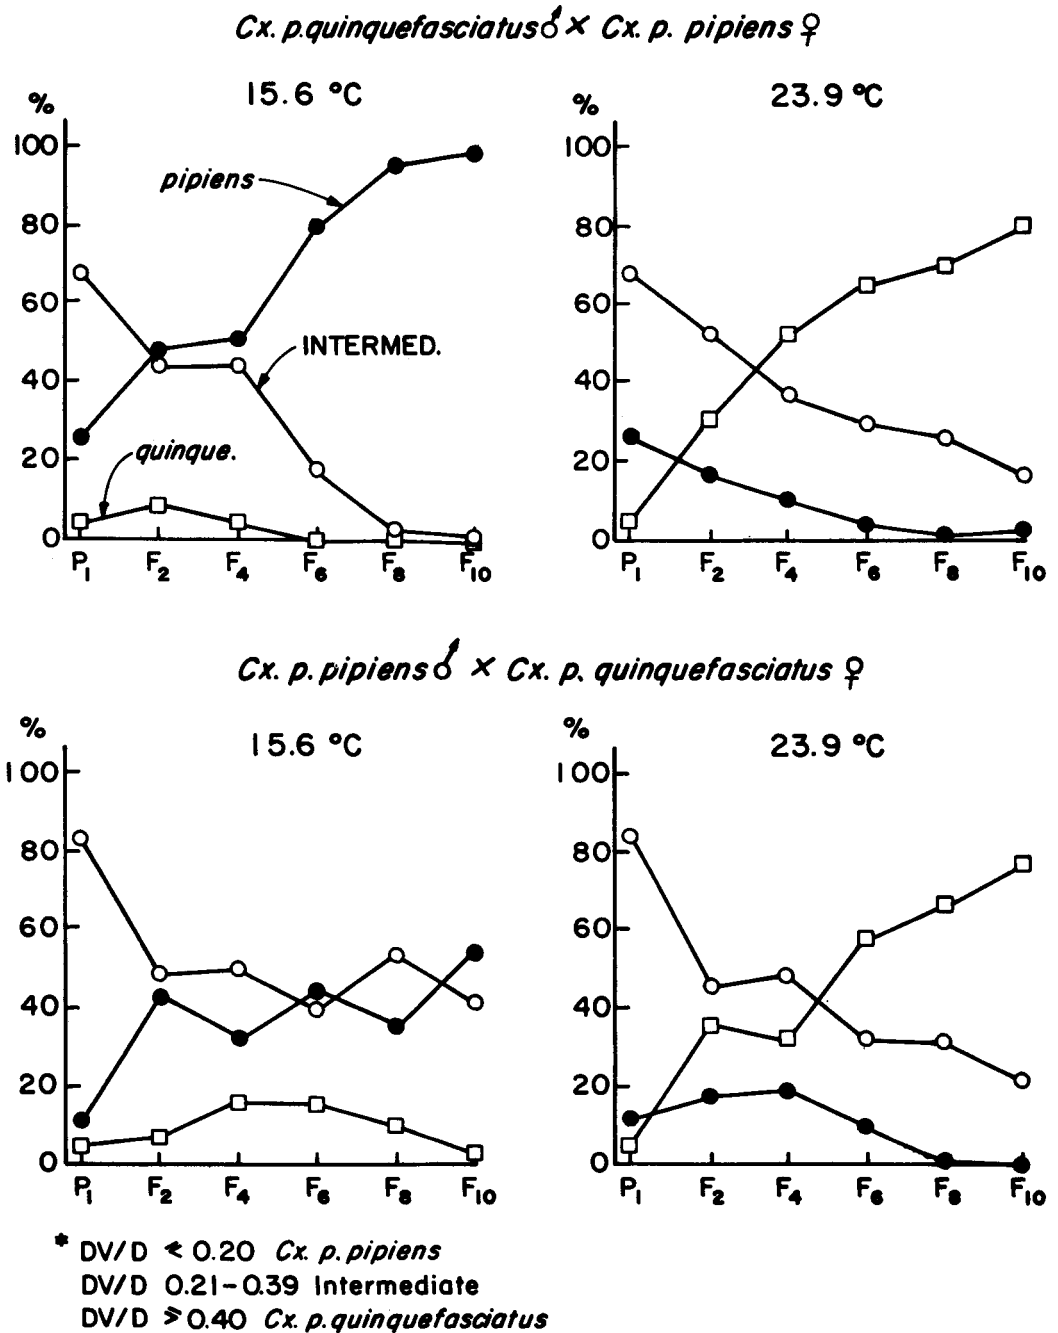 Cx. p. quinquefasciatus♂ × Cx. p. pipiens ♀
15.6 °C
%
100
80
60
40
20
0
pipiens
INTERMED.
quinque.
P₁ F₂ F₄ F₆ F₈ F₁₀
23.9 °C
%
100
80
60
40
20
0
P₁ F₂ F₄ F₆ F₈ F₁₀
Cx. p. pipiens ♂ × Cx. p. quinquefasciatus ♀
15.6 °C
%
100
80
60
40
20
0
P₁ F₂ F₄ F₆ F₈ F₁₀
23.9 °C
%
100
80
60
40
20
0
P₁ F₂ F₄ F₆ F₈ F₁₀
* DV/D ≤ 0.20 Cx. p. pipiens
DV/D 0.21-0.39 Intermediate
DV/D ≥ 0.40 Cx. p. quinquefasciatus